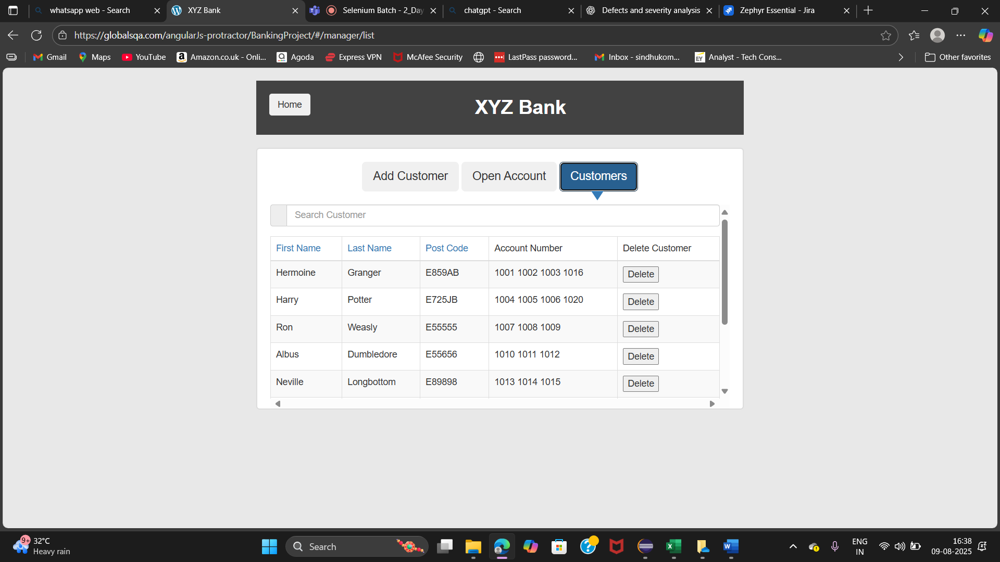 whatsapp web - Search
XYZ Bank
Selenium Batch - 2_Day
chatgpt - Search
Defects and severity analysis
Zephyr Essential - Jira
https://globalsqa.com/angularJs-protractor/BankingProject/#/manager/list
Gmail
Maps
YouTube
Amazon.co.uk - Onli...
Agoda
Express VPN
McAfee Security
LastPass password...
Inbox - sindhukom...
EY
Analyst - Tech Cons...
Other favorites
Home
XYZ Bank
Add Customer
Open Account
Customers
Search Customer
First Name Last Name Post Code Account Number Delete Customer
Hermoine Granger E859AB 1001 1002 1003 1016 Delete
Harry Potter E725JB 1004 1005 1006 1020 Delete
Ron Weasly E55555 1007 1008 1009 Delete
Albus Dumbledore E55656 1010 1011 1012 Delete
Neville Longbottom E89898 1013 1014 1015 Delete
9+
32°C
Heavy rain
Search
ENG
IN
16:38
09-08-2025